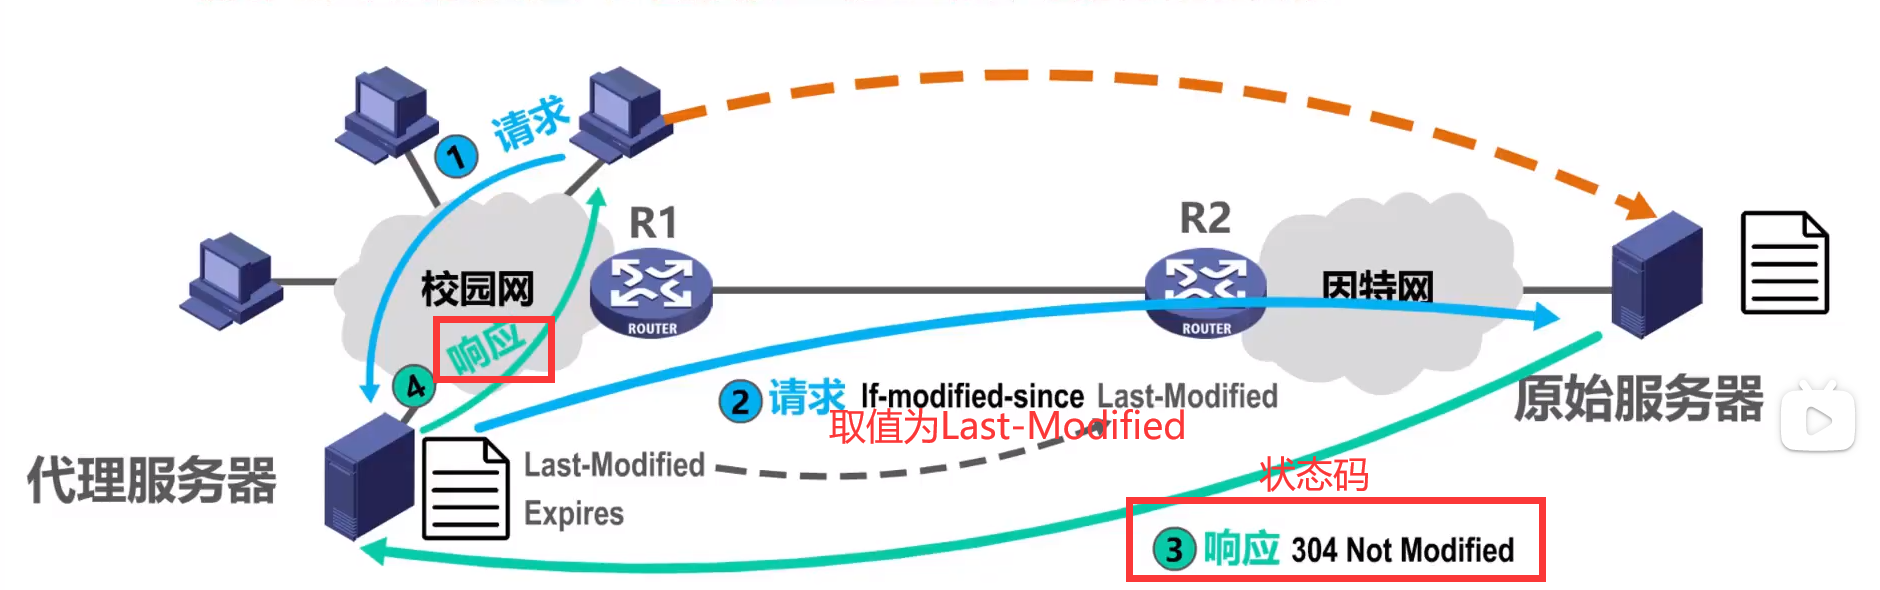 1 请求
R1
R2
校园网
ROUTER
因特网
ROUTER
响应
4
2 请求 If-modified-since Last-Modified
取值为Last-Modified
原始服务器
代理服务器
Last-Modified
Expires
状态码
3 响应 304 Not Modified